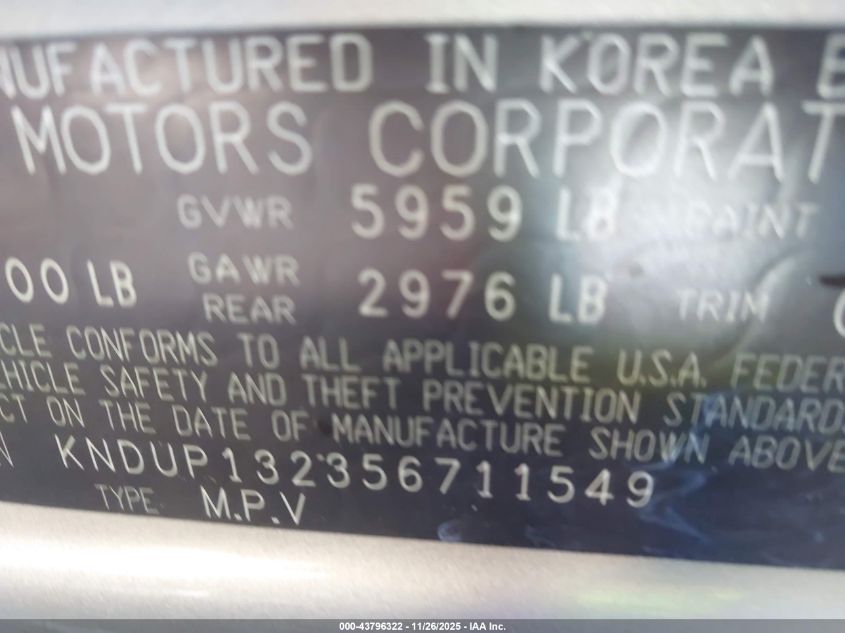 NUFACTURED IN KOREA B
MOTORS CORPORAT
GVWR 5959 LB PAINT
00 LB GAWR REAR 2976 LB TRIM
CLE CONFORMS TO ALL APPLICABLE U.S.A. FEDER
EHICLE SAFETY AND THEFT PREVENTION STANDARDS
CT ON THE DATE OF MANUFACTURE SHOWN ABOVE
N KNDUP132356711549
TYPE M.P.V
000-43796322 | 11/26/2025 - IAA Inc.